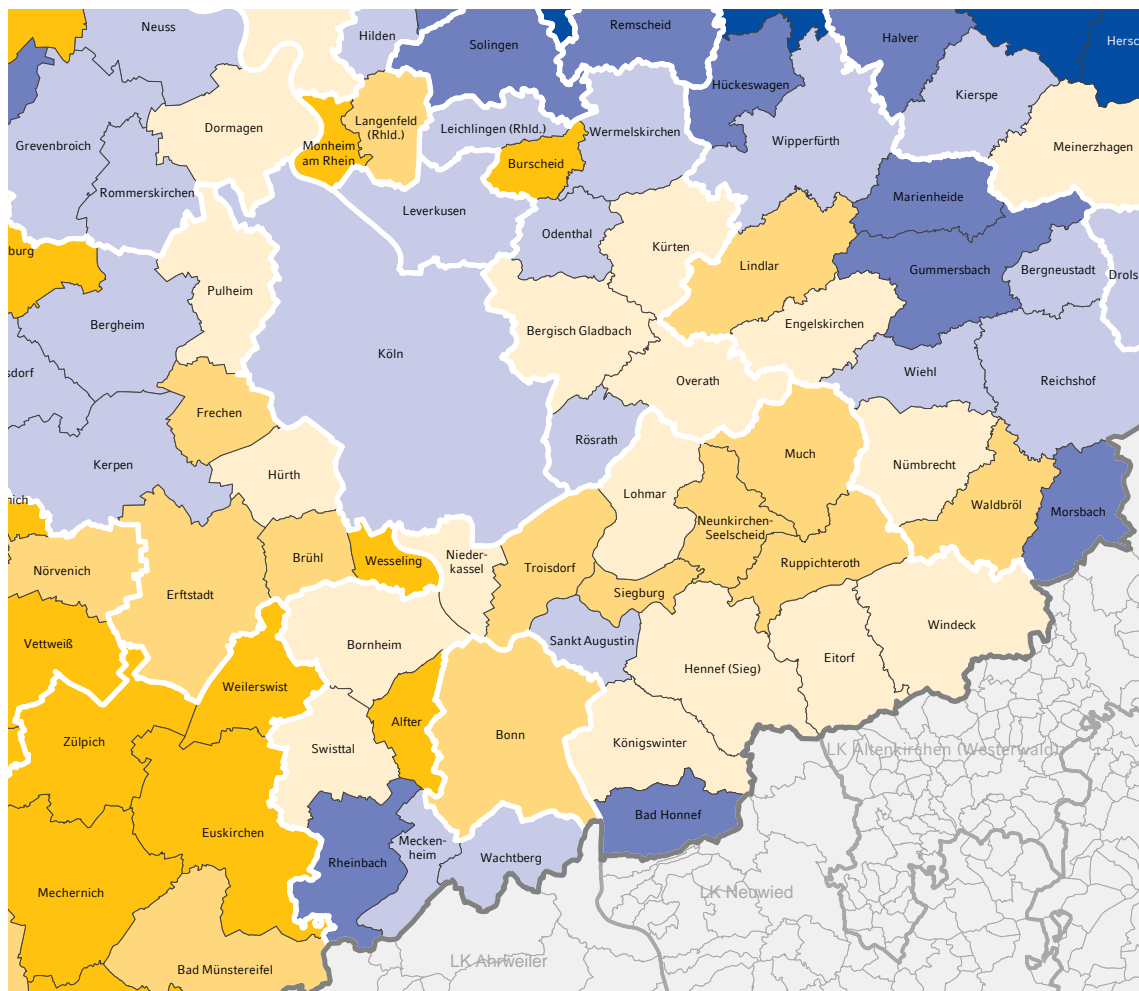 Neuss
Hilden
Solingen
Remscheid
Halver
Hersc
Hückeswagen
Kierspe
Dormagen
Langenfeld
(Rhld.)
Leichlingen (Rhld.)
Wermelskirchen
Wipperfürth
Grevenbroich
Monheim
am Rhein
Meinerzhagen
Burscheid
Rommerskirchen
Marienheide
Leverkusen
Odenthal
Kürten
burg
Lindlar
Gummersbach
Bergneustadt
Drols
Pulheim
Bergheim
Bergisch Gladbach
Engelskirchen
Köln
sdorf
Overath
Wiehl
Reichshof
Frechen
Rösrath
Much
Kerpen
Hürth
Nümbrecht
Lohmar
nich
Waldbröl
Morsbach
Neunkirchen-
Seelscheid
Brühl
Wesseling
Nieder-
kassel
Troisdorf
Ruppichteroth
Nörvenich
Erftstadt
Siegburg
Windeck
Vettweiß
Bornheim
Sankt Augustin
Eitorf
Hennef (Sieg)
Weilerswist
Alfter
Bonn
Zülpich
Swisttal
Königswinter
LK Altenkirchen (Westerwald)
Bad Honnef
Euskirchen
Mecken-
heim
Rheinbach
Wachtberg
Mechernich
LK Neuwied
LK Ahrweiler
Bad Münstereifel